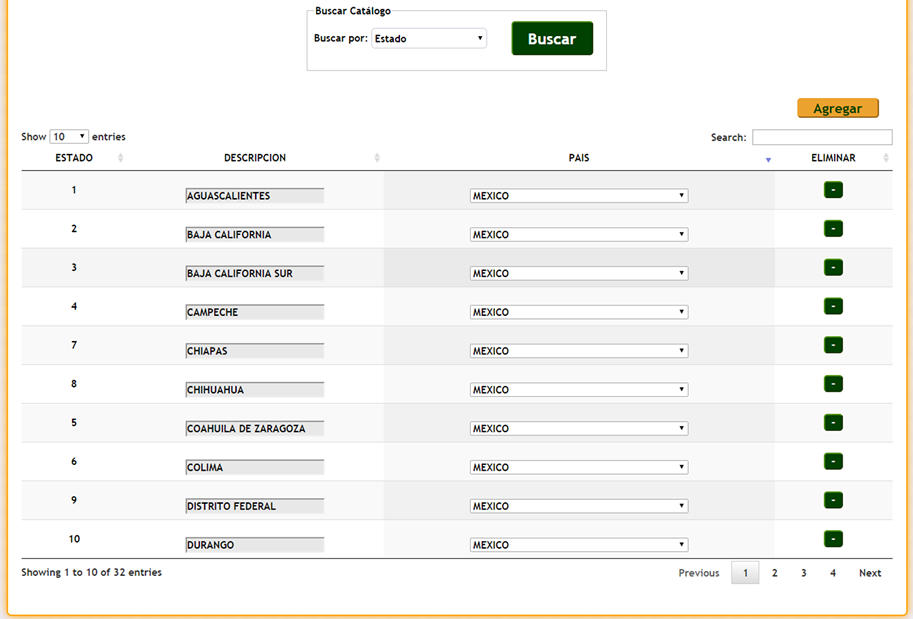 Buscar Catálogo
Buscar por: Estado Buscar
Agregar
Show 10 entries Search:
ESTADO DESCRIPCION PAIS ELIMINAR
1 AGUASCALIENTES MEXICO -
2 BAJA CALIFORNIA MEXICO -
3 BAJA CALIFORNIA SUR MEXICO -
4 CAMPECHE MEXICO -
7 CHIAPAS MEXICO -
8 CHIHUAHUA MEXICO -
5 COAHUILA DE ZARAGOZA MEXICO -
6 COLIMA MEXICO -
9 DISTRITO FEDERAL MEXICO -
10 DURANGO MEXICO -
Showing 1 to 10 of 32 entries Previous 1 2 3 4 Next